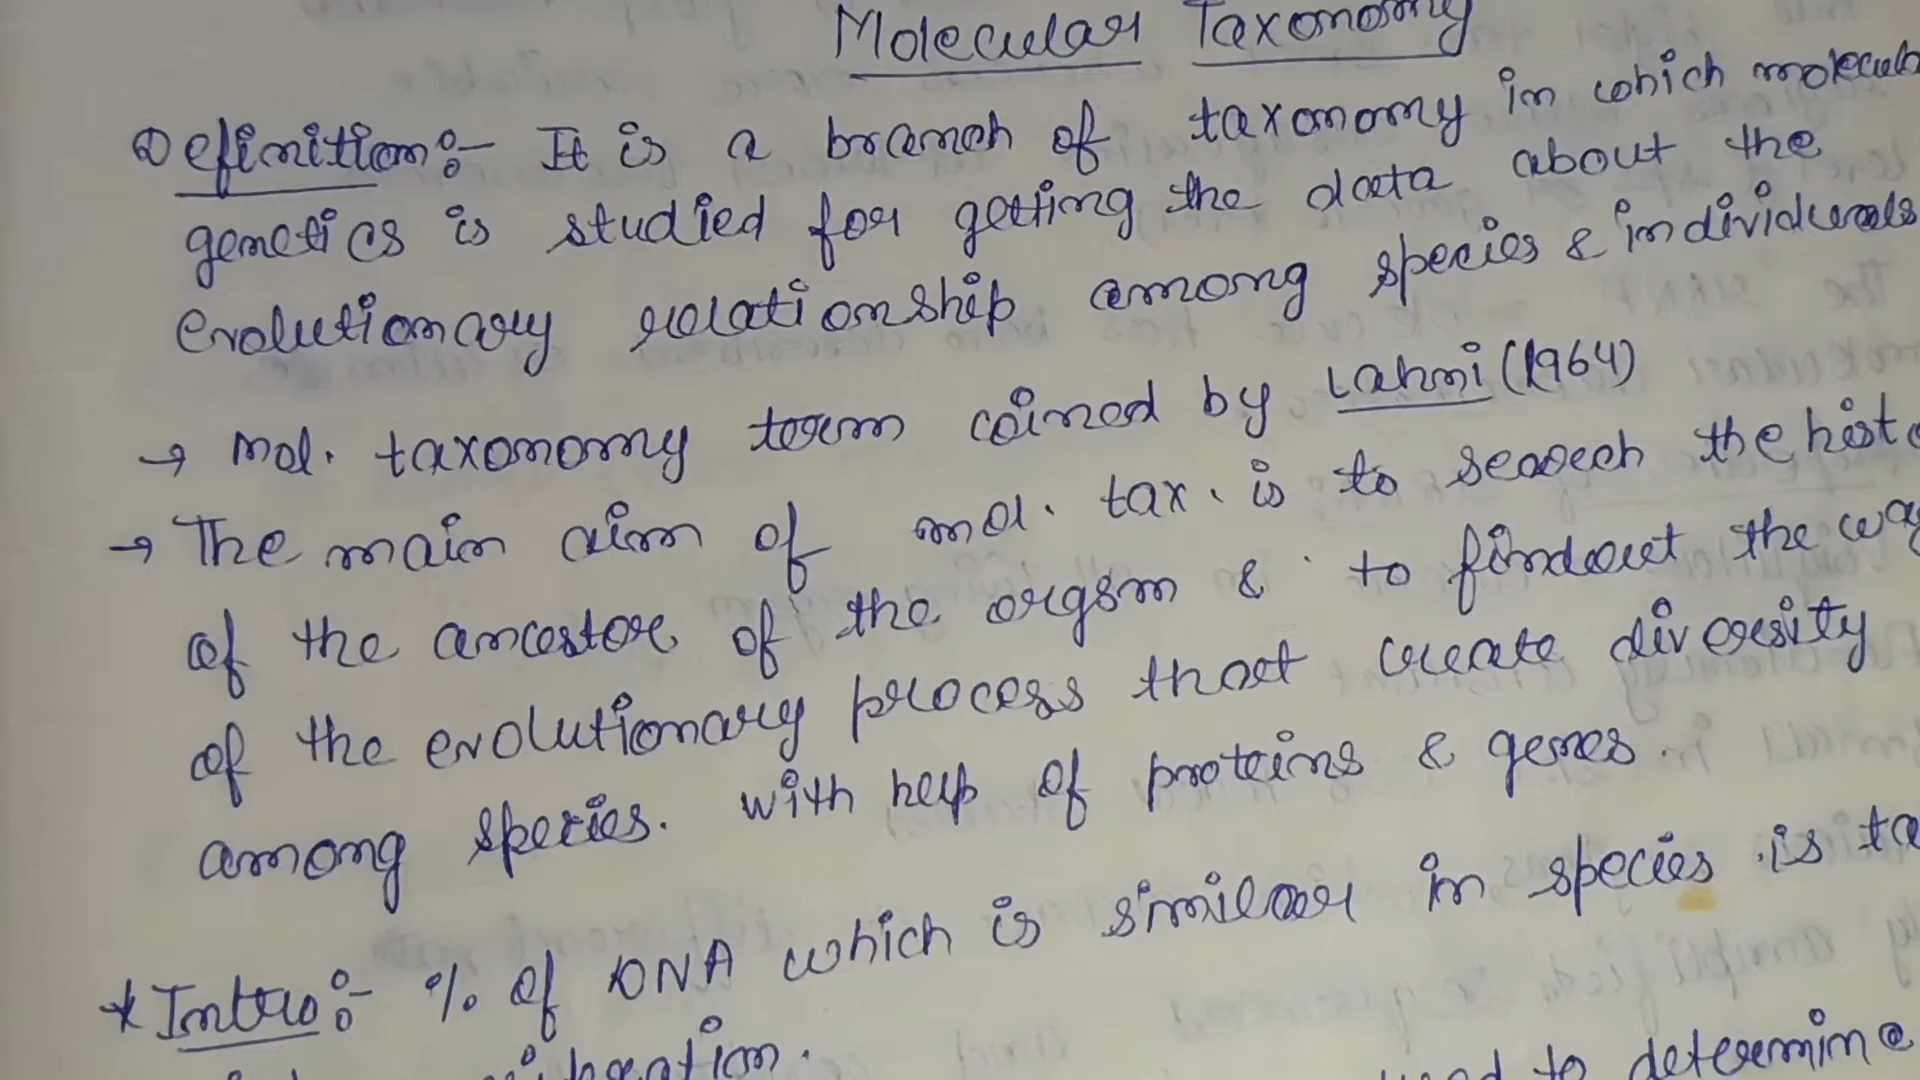 Molecular Taxonomy
Definition:- It is a branch of taxonomy in which molecul
genetics is studied for getting the data about the
evolutionary relationship among species & individuals
→ Mol. taxonomy term coined by Lahni (1964)
→ The main aim of mol. tax. is to search the histo
of the ancestor of the orgsm & to findout the wa
of the evolutionary process that create diversity
among species. with help of proteins & genes.
* Intro:- % of DNA which is similar in species is ta
to determine